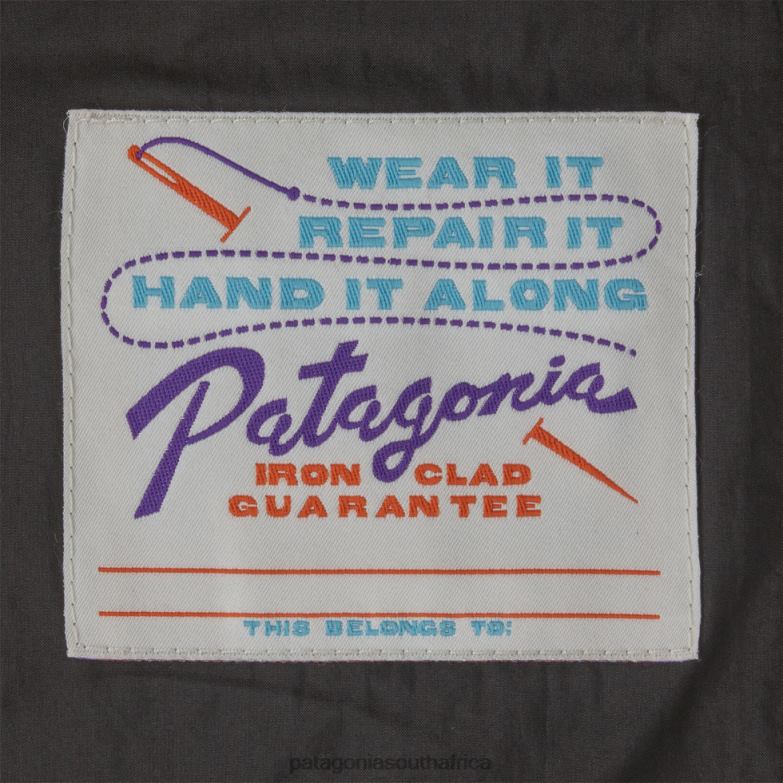 WEAR IT
REPAIR IT
HAND IT ALONG
Patagonia
IRON CLAD
GUARANTEE
THIS BELONGS TO:
patagoniasouthafrica